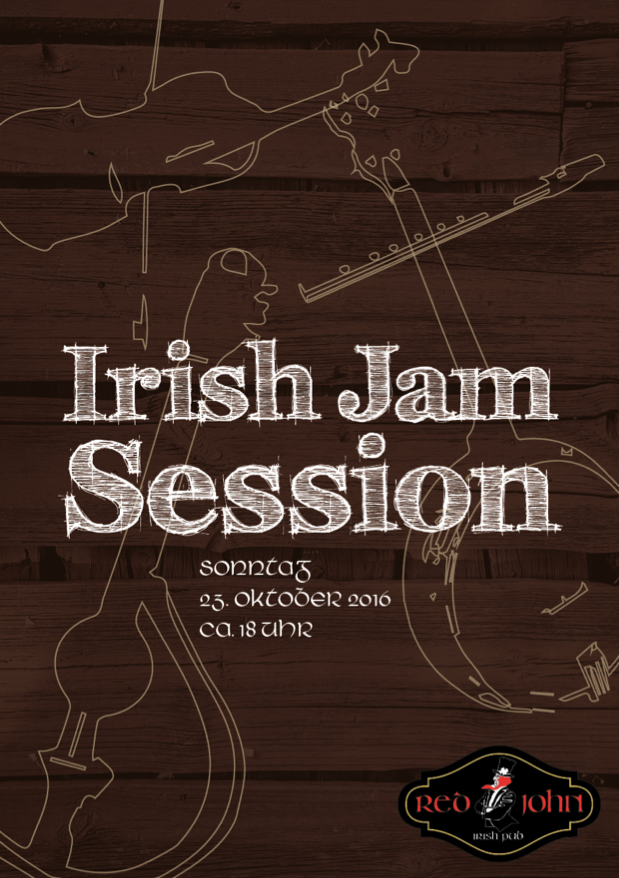 Irish Jam
Session
Sonntag
23. Oktober 2016
ca. 18 Uhr
Red John
Irish Pub